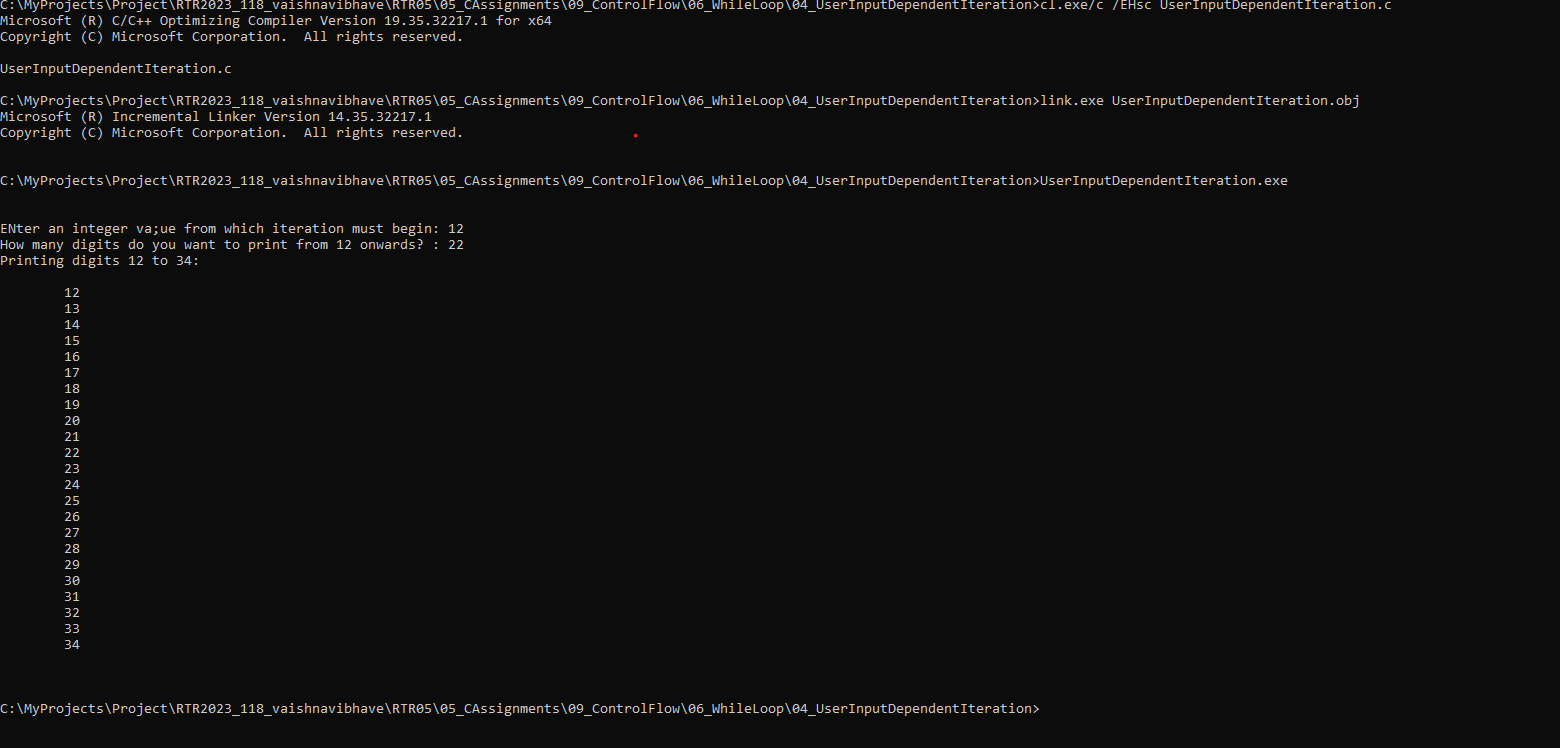 C:\MyProjects\Project\RTR2023_118_vaishnavibhave\RTR05\05_CAssignments\09_ControlFlow\06_WhileLoop\04_UserInputDependentIteration>cl.exe/c /EHsc UserInputDependentIteration.c
Microsoft (R) C/C++ Optimizing Compiler Version 19.35.32217.1 for x64
Copyright (C) Microsoft Corporation.  All rights reserved.
UserInputDependentIteration.c
C:\MyProjects\Project\RTR2023_118_vaishnavibhave\RTR05\05_CAssignments\09_ControlFlow\06_WhileLoop\04_UserInputDependentIteration>link.exe UserInputDependentIteration.obj
Microsoft (R) Incremental Linker Version 14.35.32217.1
Copyright (C) Microsoft Corporation.  All rights reserved.
C:\MyProjects\Project\RTR2023_118_vaishnavibhave\RTR05\05_CAssignments\09_ControlFlow\06_WhileLoop\04_UserInputDependentIteration>UserInputDependentIteration.exe
ENter an integer va;ue from which iteration must begin: 12
How many digits do you want to print from 12 onwards? : 22
Printing digits 12 to 34:
12
13
14
15
16
17
18
19
20
21
22
23
24
25
26
27
28
29
30
31
32
33
34
C:\MyProjects\Project\RTR2023_118_vaishnavibhave\RTR05\05_CAssignments\09_ControlFlow\06_WhileLoop\04_UserInputDependentIteration>